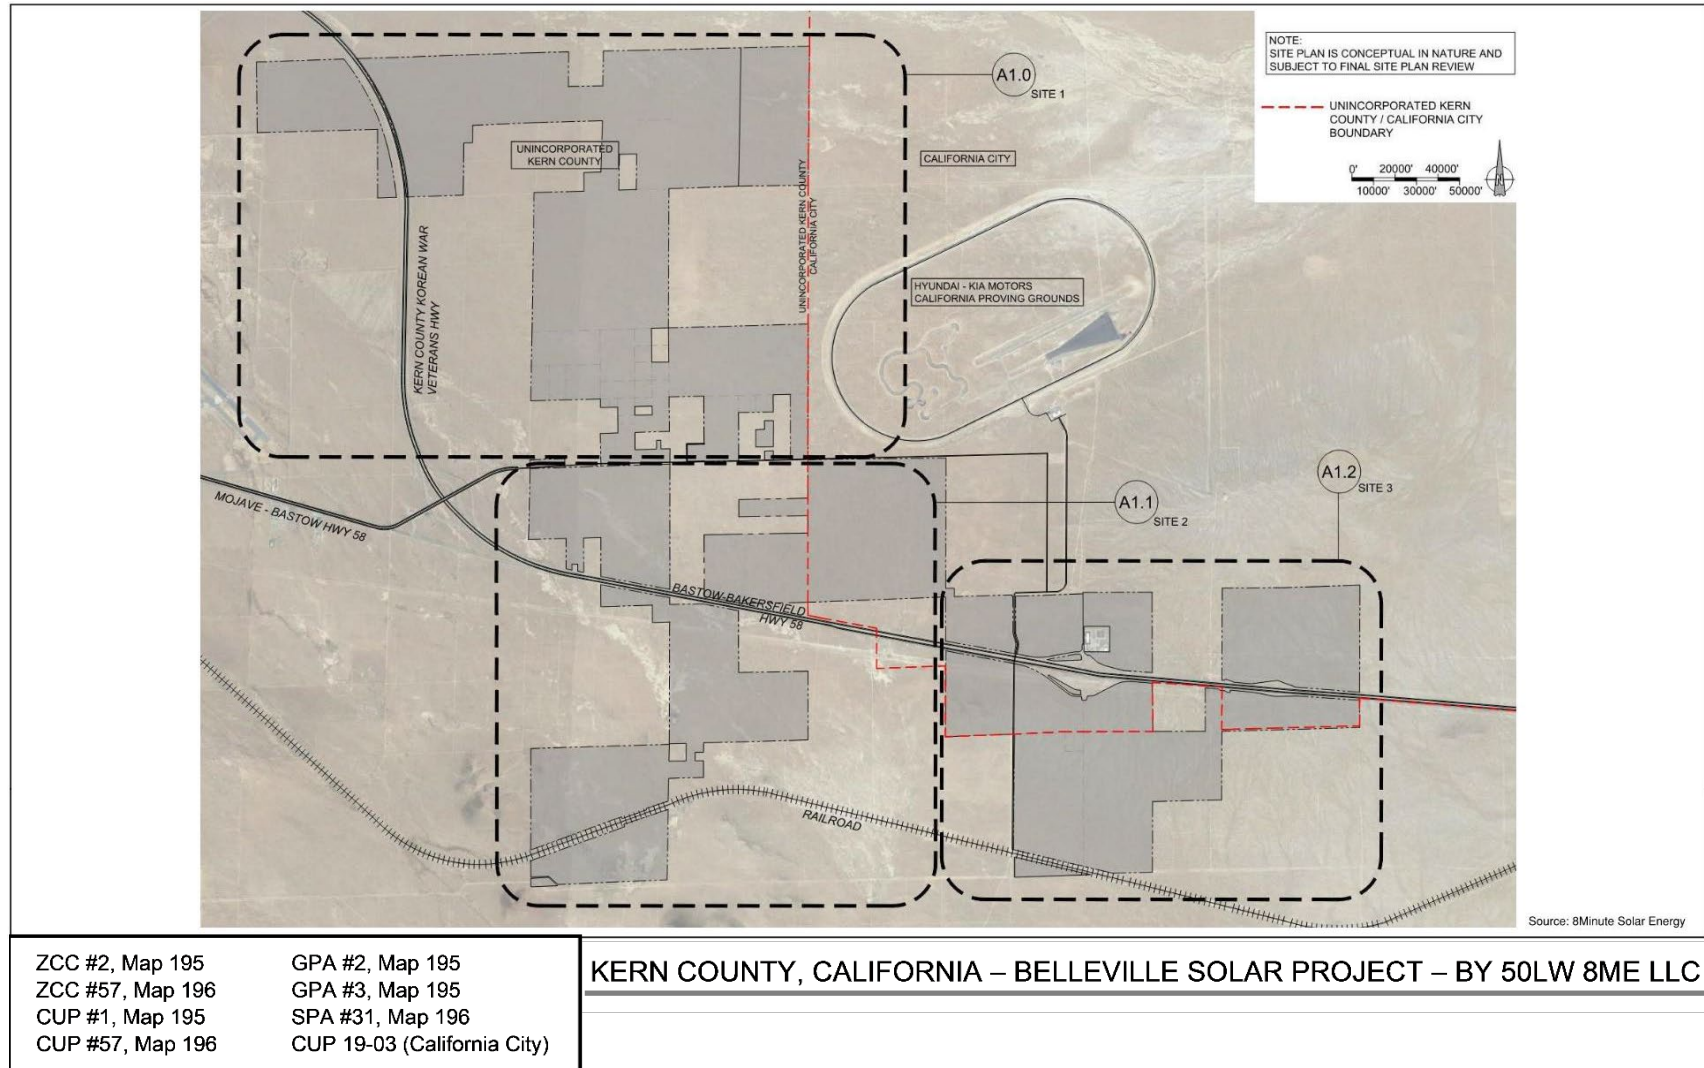 NOTE:
SITE PLAN IS CONCEPTUAL IN NATURE AND
SUBJECT TO FINAL SITE PLAN REVIEW
UNINCORPORATED KERN
COUNTY / CALIFORNIA CITY
BOUNDARY
0' 20000' 40000'
10000' 30000' 50000'
A1.0
SITE 1
UNINCORPORATED
KERN COUNTY
CALIFORNIA CITY
UNINCORPORATED KERN COUNTY
CALIFORNIA CITY
KERN COUNTY KOREAN WAR
VETERANS HWY
HYUNDAI - KIA MOTORS
CALIFORNIA PROVING GROUNDS
A1.2
SITE 3
A1.1
SITE 2
MOJAVE - BASTOW HWY 58
BASTOW-BAKERSFIELD
HWY 58
RAILROAD
Source: 8Minute Solar Energy
ZCC #2, Map 195
ZCC #57, Map 196
CUP #1, Map 195
CUP #57, Map 196
GPA #2, Map 195
GPA #3, Map 195
SPA #31, Map 196
CUP 19-03 (California City)
KERN COUNTY, CALIFORNIA – BELLEVILLE SOLAR PROJECT – BY 50LW 8ME LLC